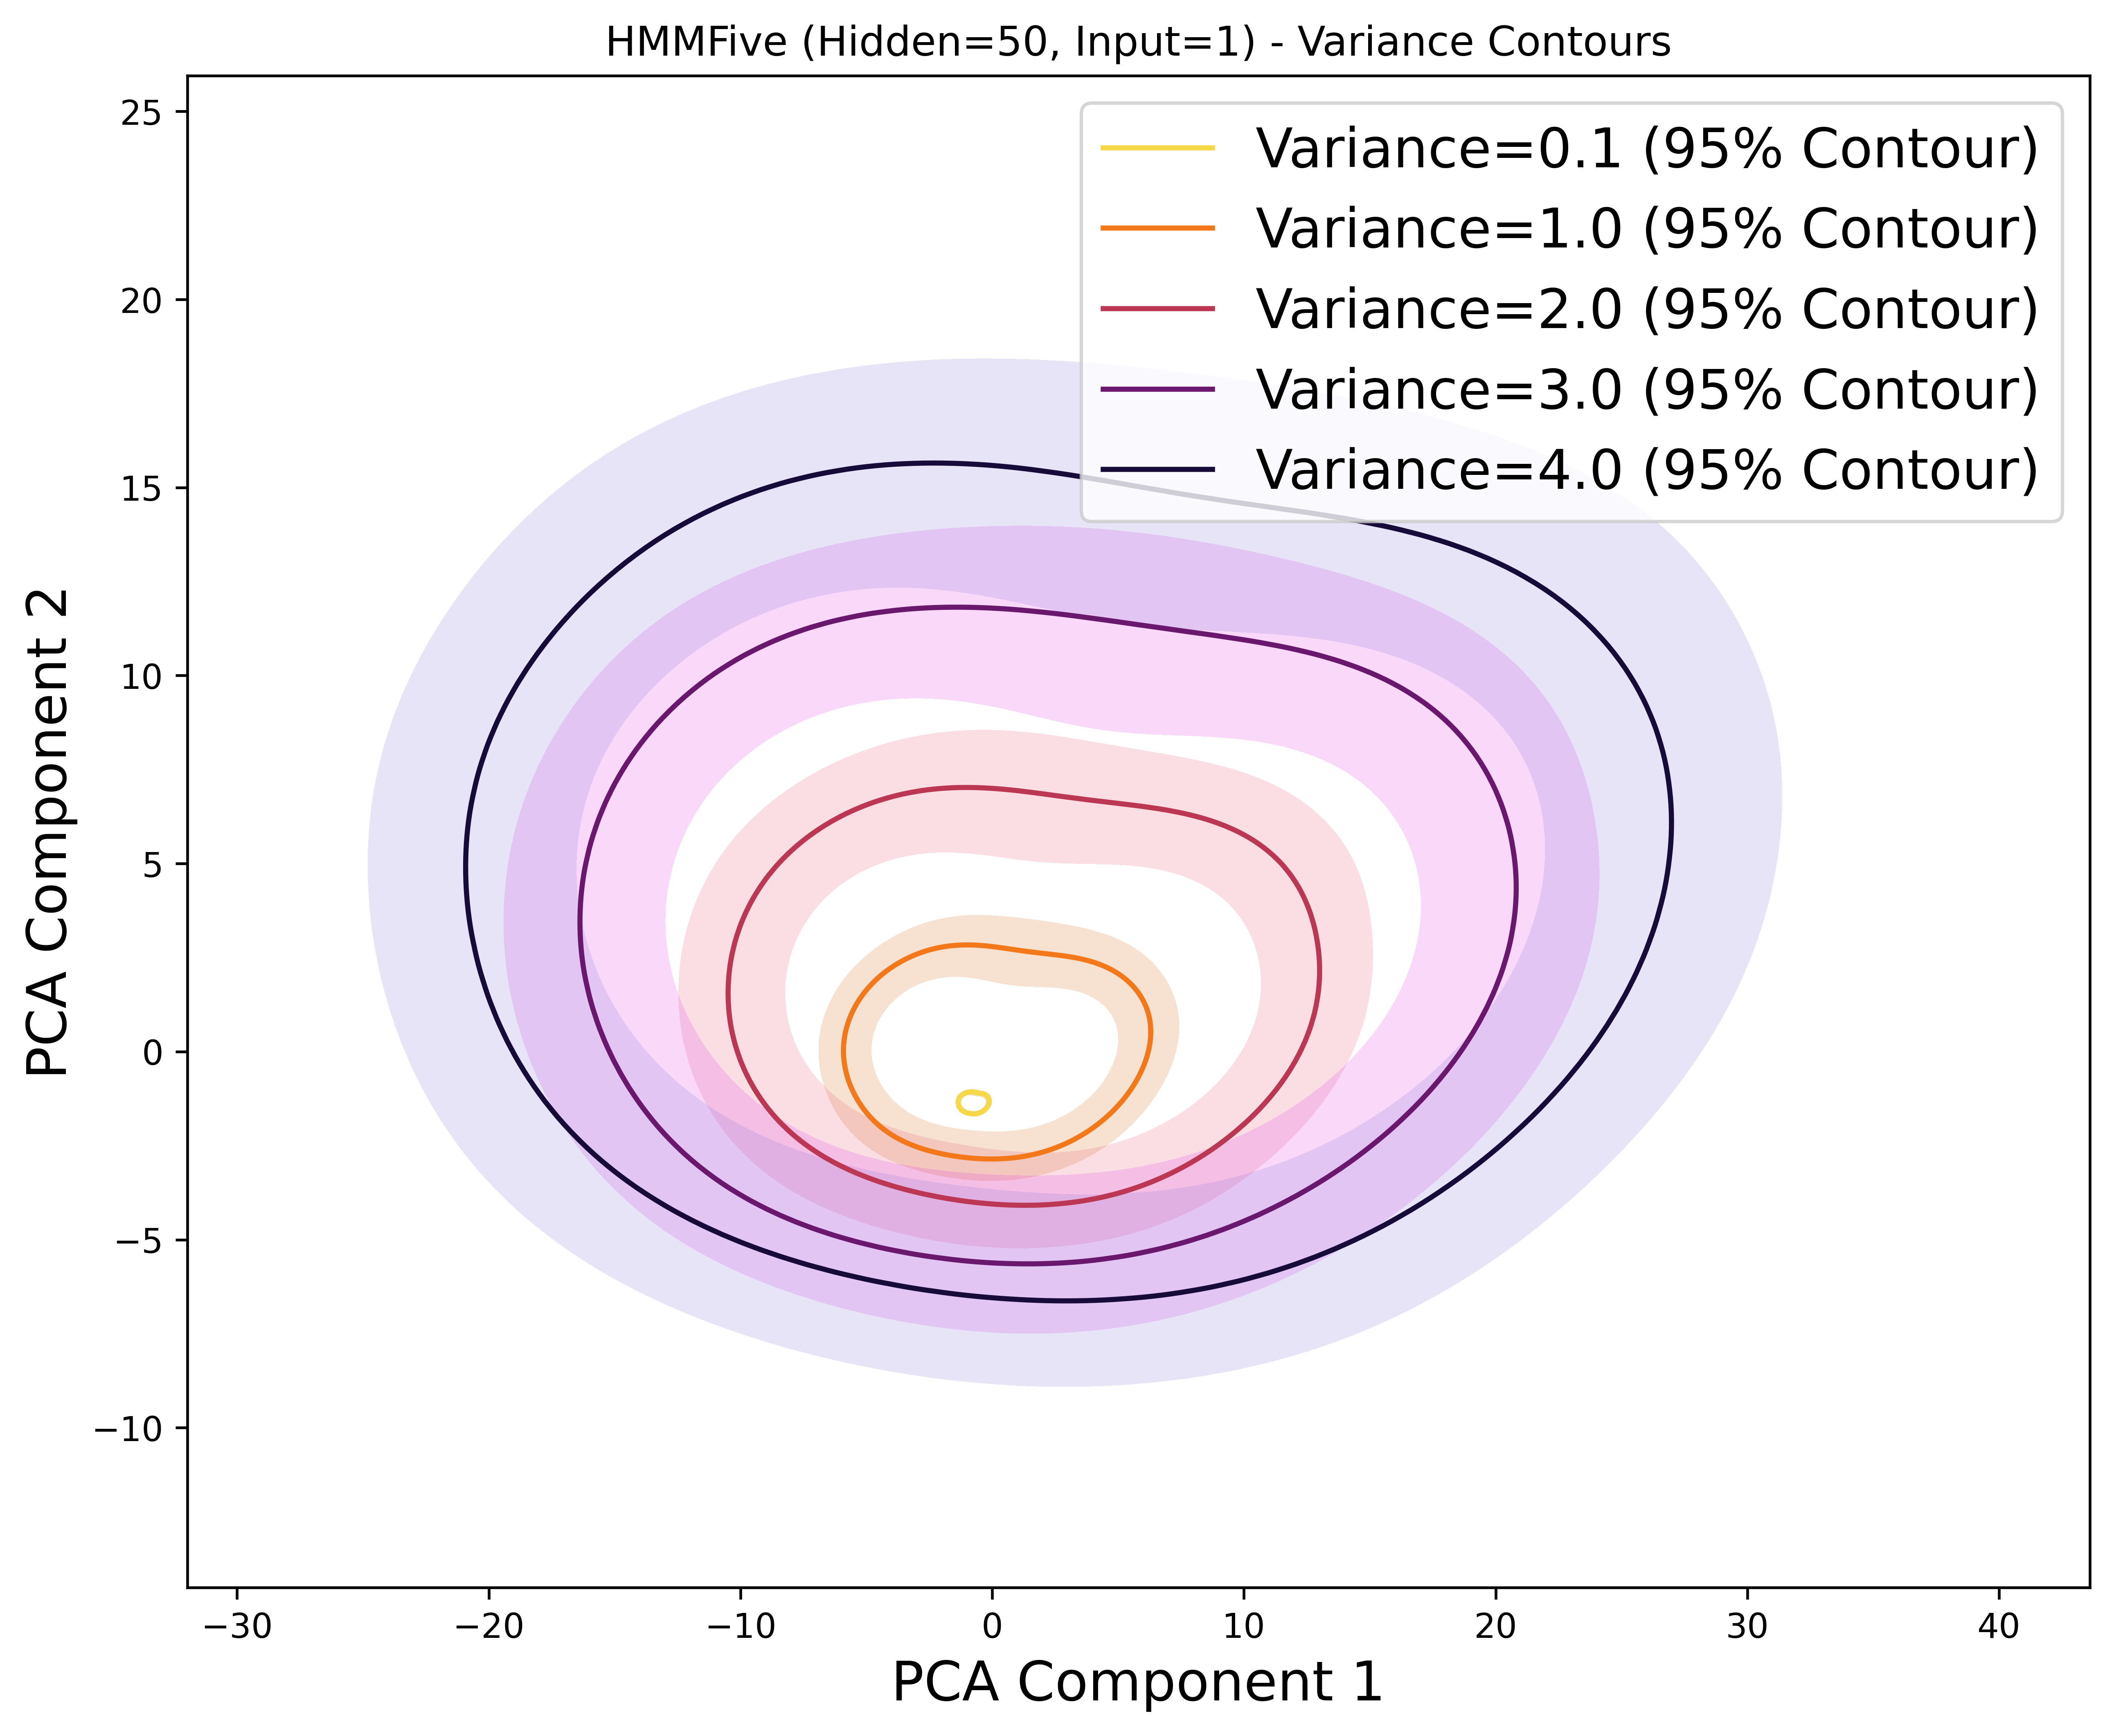 HMMFive (Hidden=50, Input=1) - Variance Contours
Variance=0.1 (95% Contour)
Variance=1.0 (95% Contour)
Variance=2.0 (95% Contour)
Variance=3.0 (95% Contour)
Variance=4.0 (95% Contour)
PCA Component 2
25
20
15
10
5
0
−5
−10
−30
−20
−10
0
10
20
30
40
PCA Component 1